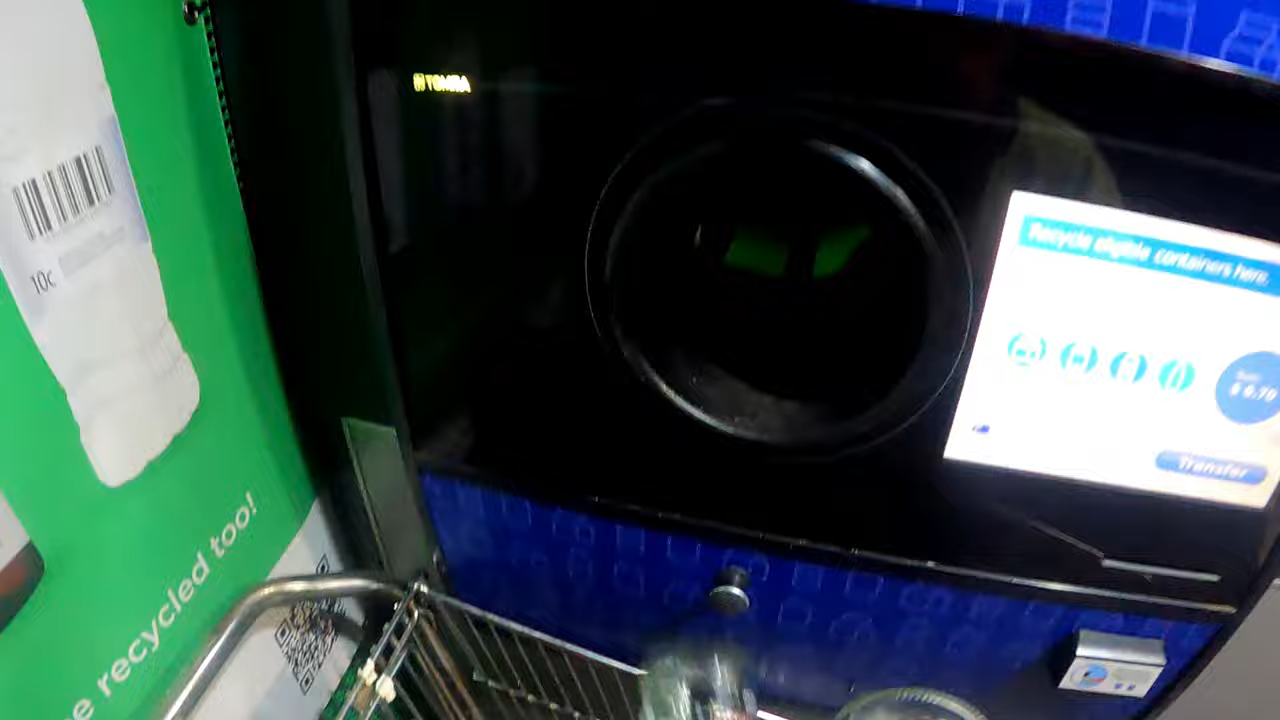 TOMRA
Recycle eligible containers here.
10c
Transfer
e recycled too!